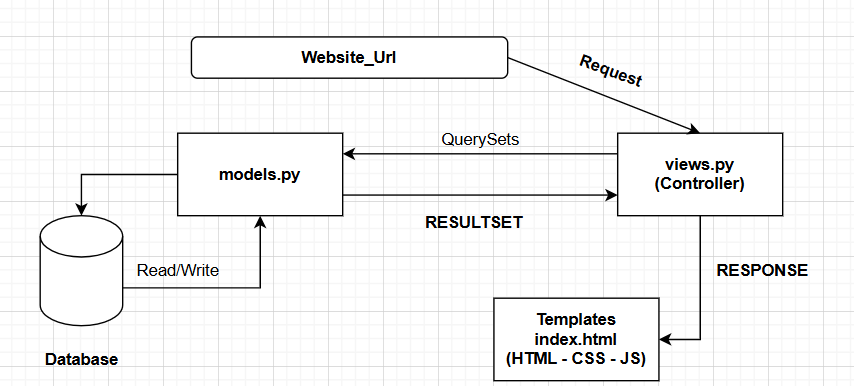 Website_Url
Request
QuerySets
models.py
views.py
(Controller)
RESULTSET
Read/Write
RESPONSE
Templates
index.html
(HTML - CSS - JS)
Database